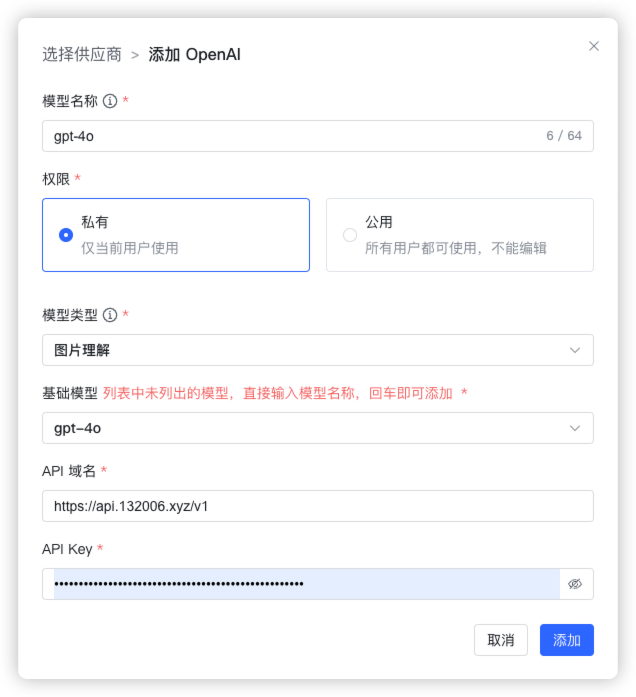 选择供应商 > 添加 OpenAI
模型名称 *
gpt-4o 6 / 64
权限 *
私有
仅当前用户使用
公用
所有用户都可使用，不能编辑
模型类型 *
图片理解
基础模型 列表中未列出的模型，直接输入模型名称，回车即可添加 *
gpt-4o
API 域名 *
https://api.132006.xyz/v1
API Key *
取消 添加